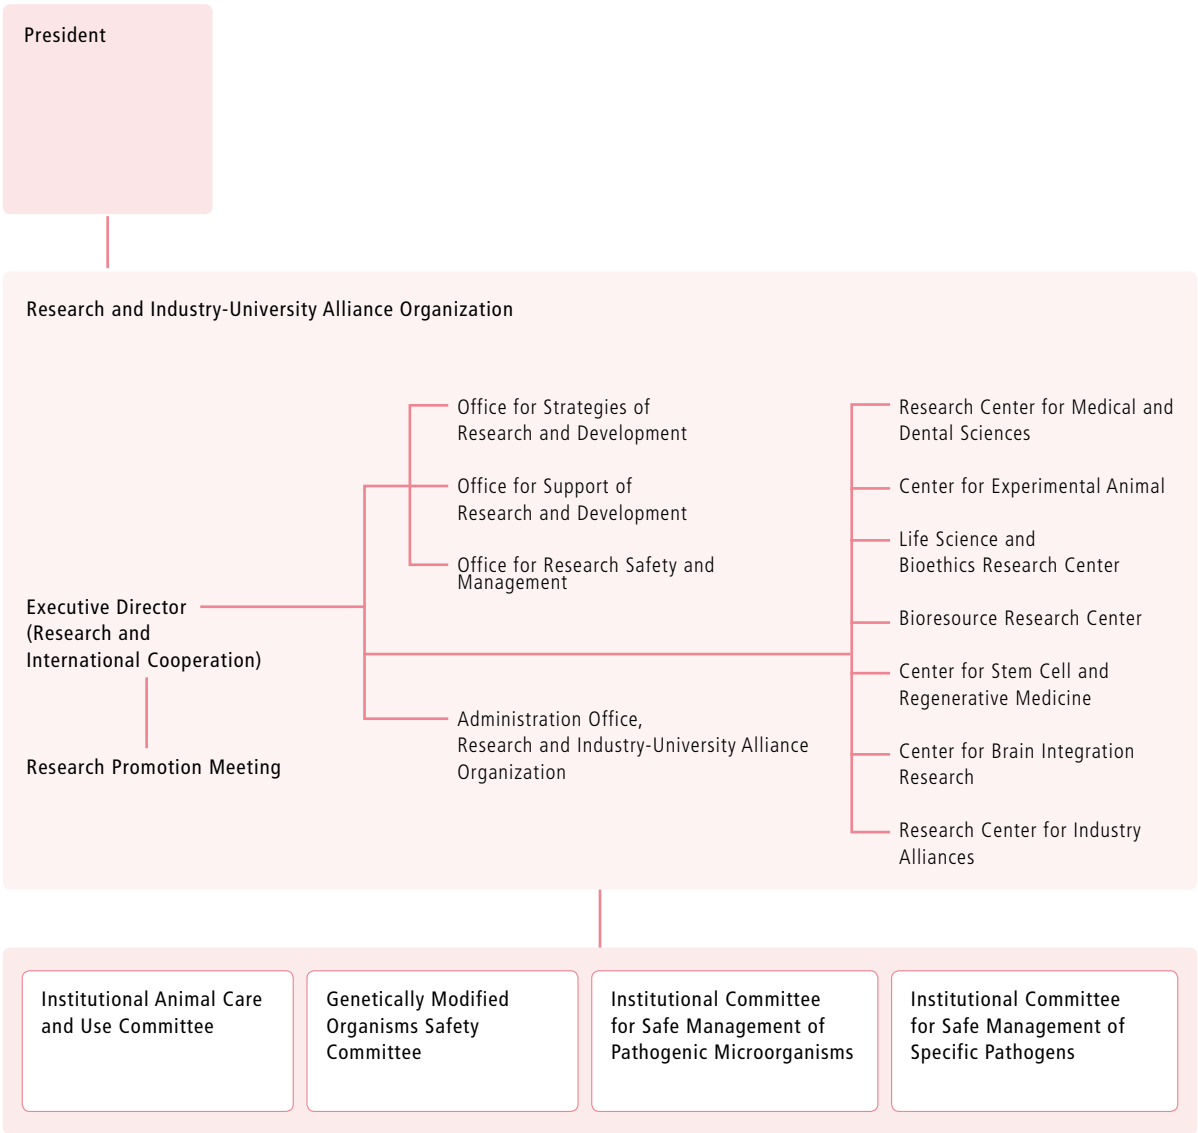 President
Research and Industry-University Alliance Organization
Office for Strategies of
Research and Development
Office for Support of
Research and Development
Office for Research Safety and
Management
Executive Director
(Research and
International Cooperation)
Research Promotion Meeting
Administration Office,
Research and Industry-University Alliance
Organization
Research Center for Medical and
Dental Sciences
Center for Experimental Animal
Life Science and
Bioethics Research Center
Bioresource Research Center
Center for Stem Cell and
Regenerative Medicine
Center for Brain Integration
Research
Research Center for Industry
Alliances
Institutional Animal Care
and Use Committee
Genetically Modified
Organisms Safety
Committee
Institutional Committee
for Safe Management of
Pathogenic Microorganisms
Institutional Committee
for Safe Management of
Specific Pathogens